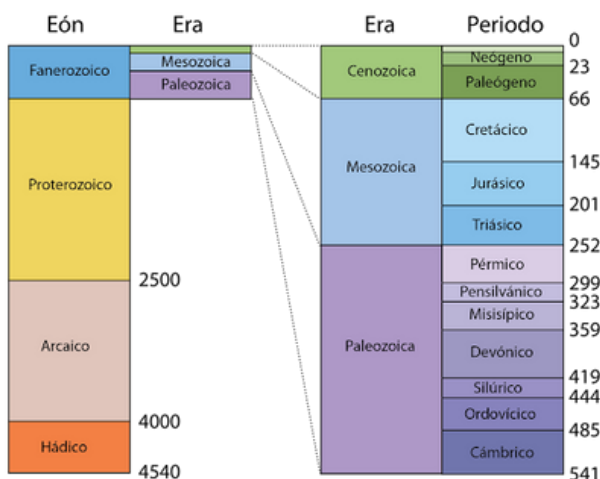 Eón
Era
Fanerozoico
Mesozoica
Paleozoica
Proterozoico
2500
Arcaico
4000
Hádico
4540
Era
Periodo
0
Cenozoica
Neógeno
23
Paleógeno
66
Mesozoica
Cretácico
145
Jurásico
201
Triásico
252
Paleozoica
Pérmico
299
Pensilvánico
323
Misisípico
359
Devónico
419
Silúrico
444
Ordovícico
485
Cámbrico
541